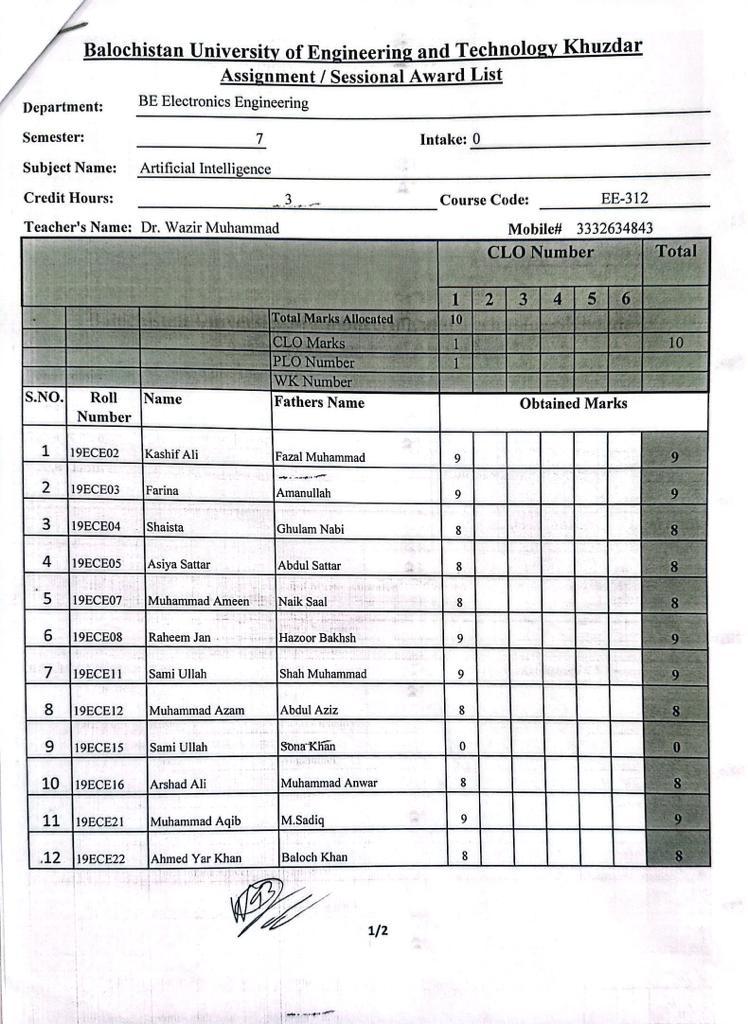 Balochistan University of Engineering and Technology Khuzdar
Assignment / Sessional Award List
Department: BE Electronics Engineering
Semester: 7 Intake: 0
Subject Name: Artificial Intelligence
Credit Hours: 3 Course Code: EE-312
Teacher's Name: Dr. Wazir Muhammad Mobile# 3332634843
CLO Number Total
1 2 3 4 5 6
Total Marks Allocated 10
CLO Marks 1 10
PLO Number 1
WK Number
S.NO. Roll Number Name Fathers Name Obtained Marks
1 19ECE02 Kashif Ali Fazal Muhammad 9 9
2 19ECE03 Farina Amanullah 9 9
3 19ECE04 Shaista Ghulam Nabi 8 8
4 19ECE05 Asiya Sattar Abdul Sattar 8 8
5 19ECE07 Muhammad Ameen Naik Saal 8 8
6 19ECE08 Raheem Jan Hazoor Bakhsh 9 9
7 19ECE11 Sami Ullah Shah Muhammad 9 9
8 19ECE12 Muhammad Azam Abdul Aziz 8 8
9 19ECE15 Sami Ullah Sona Khan 0 0
10 19ECE16 Arshad Ali Muhammad Anwar 8 8
11 19ECE21 Muhammad Aqib M.Sadiq 9 9
12 19ECE22 Ahmed Yar Khan Baloch Khan 8 8
1/2